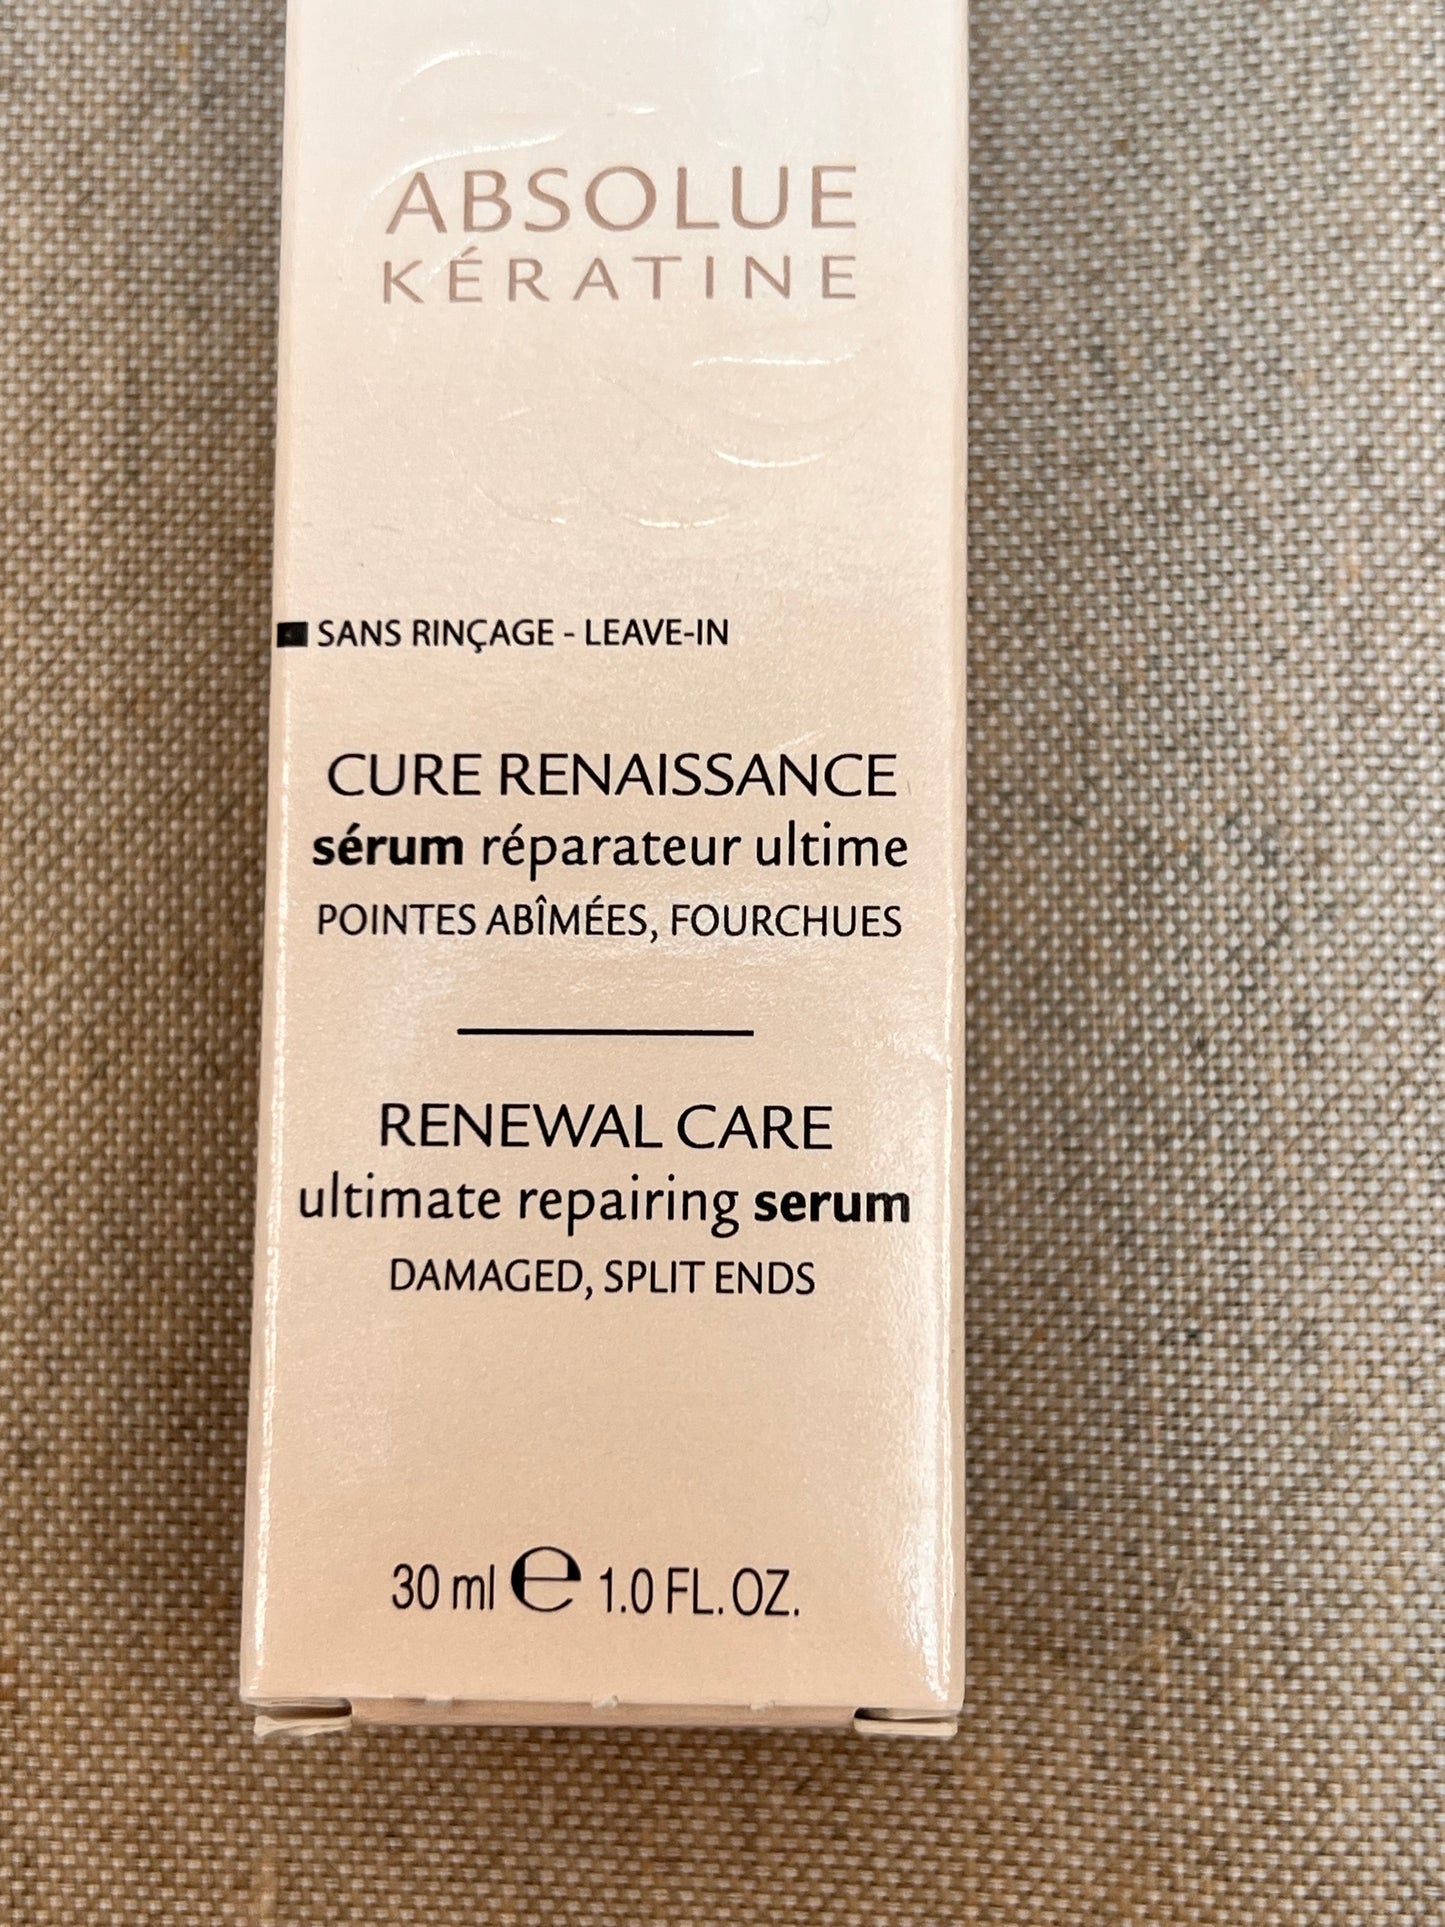 ABSOLUE
KÉRATINE
SANS RINÇAGE - LEAVE-IN
CURE RENAISSANCE
sérum réparateur ultime
POINTES ABÎMÉES, FOURCHUES
RENEWAL CARE
ultimate repairing serum
DAMAGED, SPLIT ENDS
30 ml e 1.0 FL. OZ.